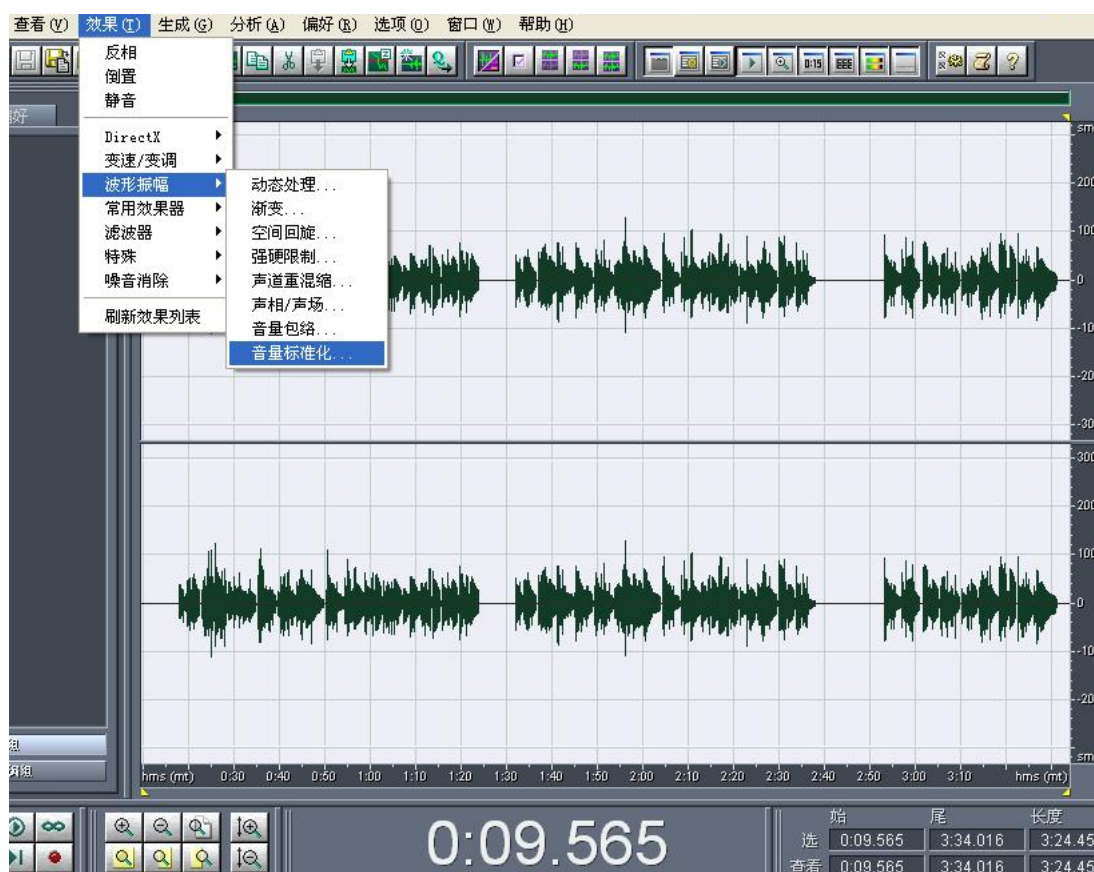 查看(V) 效果(T) 生成(G) 分析(A) 偏好(R) 选项(O) 窗口(W) 帮助(H)
反相
倒置
静音
DirectX
变速/变调
波形振幅
常用效果器
滤波器
特殊
噪音消除
刷新效果列表
动态处理...
渐变...
空间回旋...
强硬限制...
声道重混缩...
声相/声场...
音量包络...
音量标准化...
hms (mt) 0:30 0:40 0:50 1:00 1:10 1:20 1:30 1:40 1:50 2:00 2:10 2:20 2:30 2:40 2:50 3:00 3:10 hms (mt)
0:09.565
始 尾 长度
选 0:09.565 3:34.016 3:24.45
查看 0:09.565 3:34.016 3:24.45